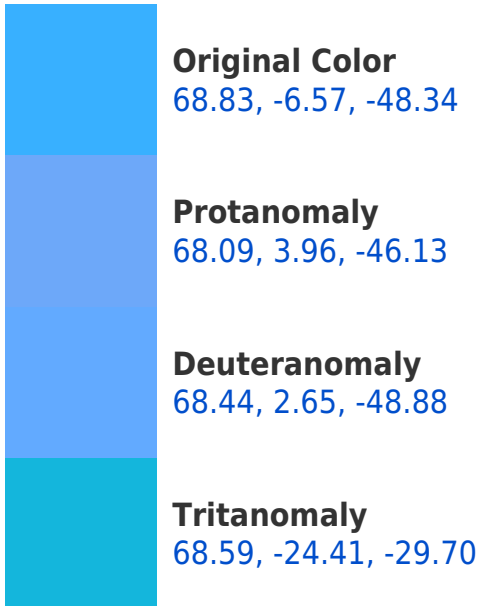 Original Color
68.83, -6.57, -48.34
Protanomaly
68.09, 3.96, -46.13
Deuteranomaly
68.44, 2.65, -48.88
Tritanomaly
68.59, -24.41, -29.70